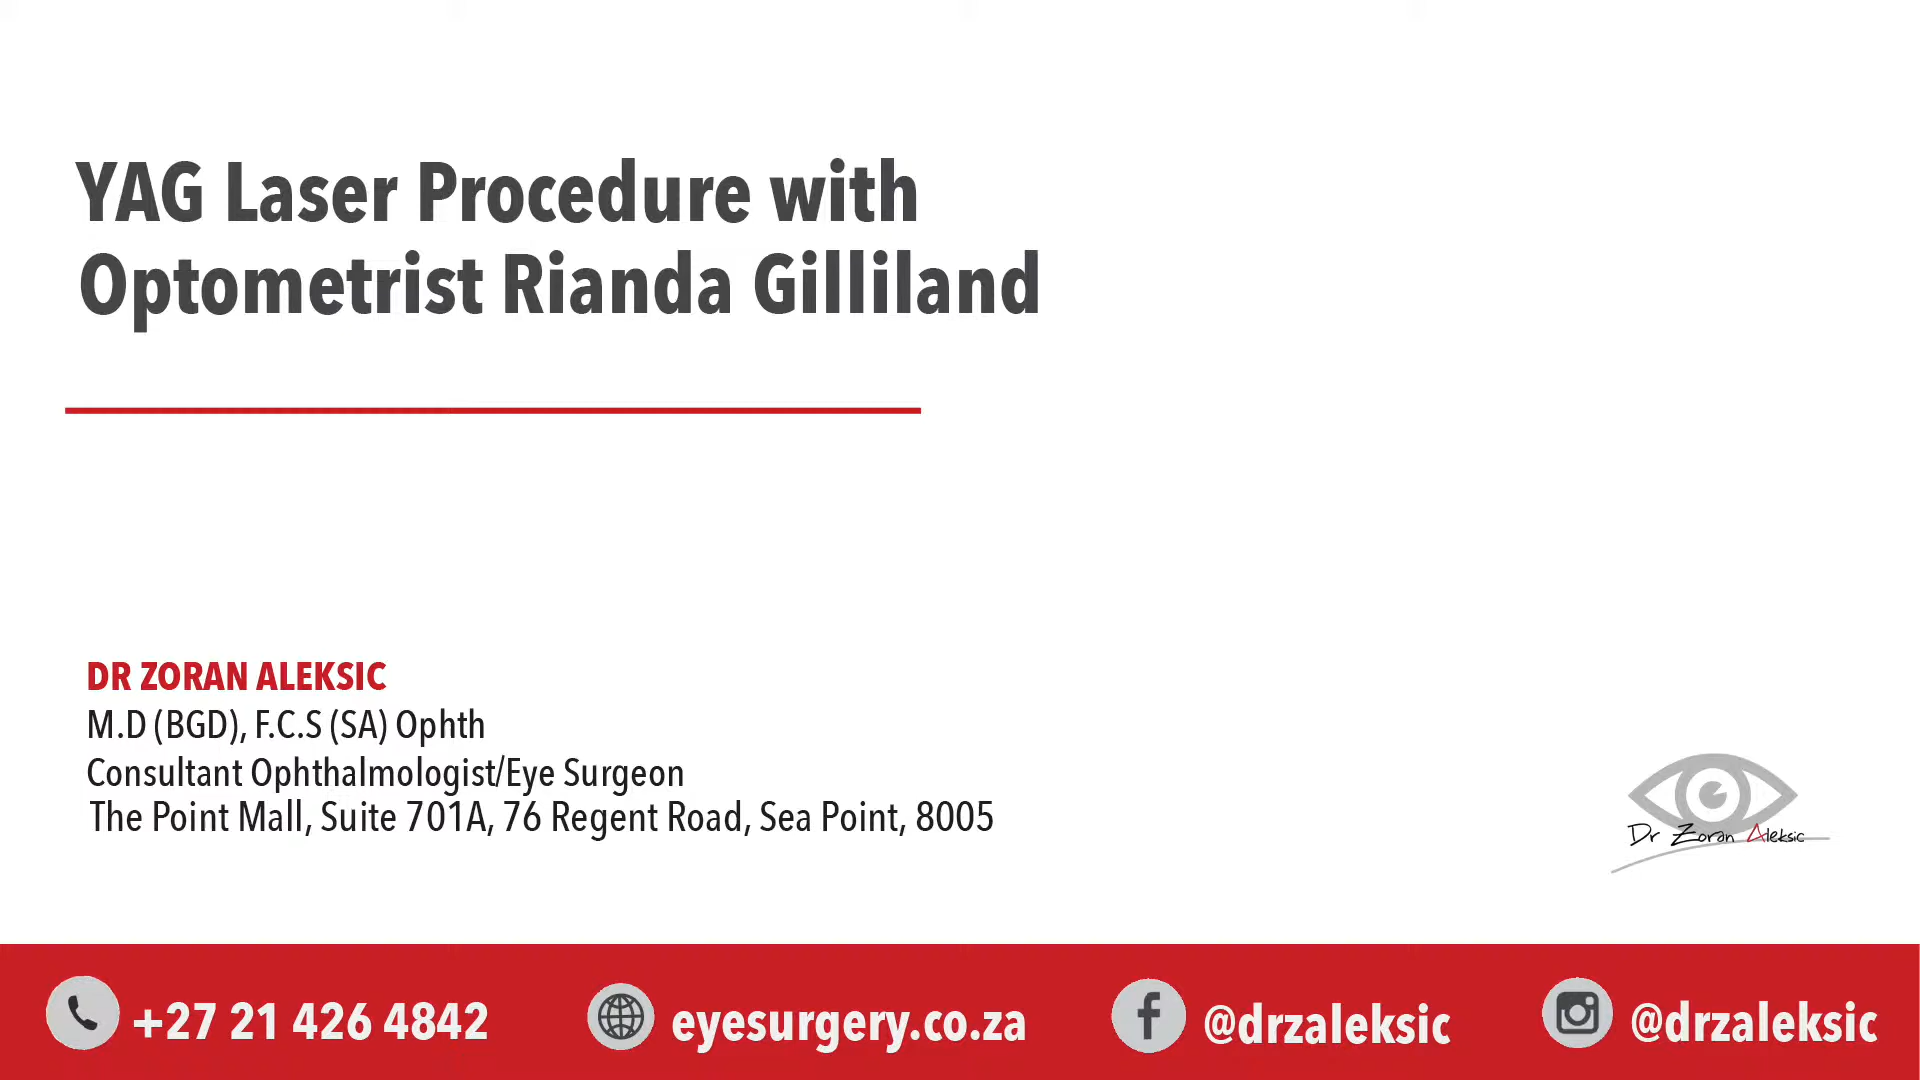 YAG Laser Procedure with
Optometrist Rianda Gilliland
DR ZORAN ALEKSIC
M.D (BGD), F.C.S (SA) Ophth
Consultant Ophthalmologist/Eye Surgeon
The Point Mall, Suite 701A, 76 Regent Road, Sea Point, 8005
Dr Zoran Aleksic
+27 21 426 4842
eyesurgery.co.za
@drzaleksic
@drzaleksic